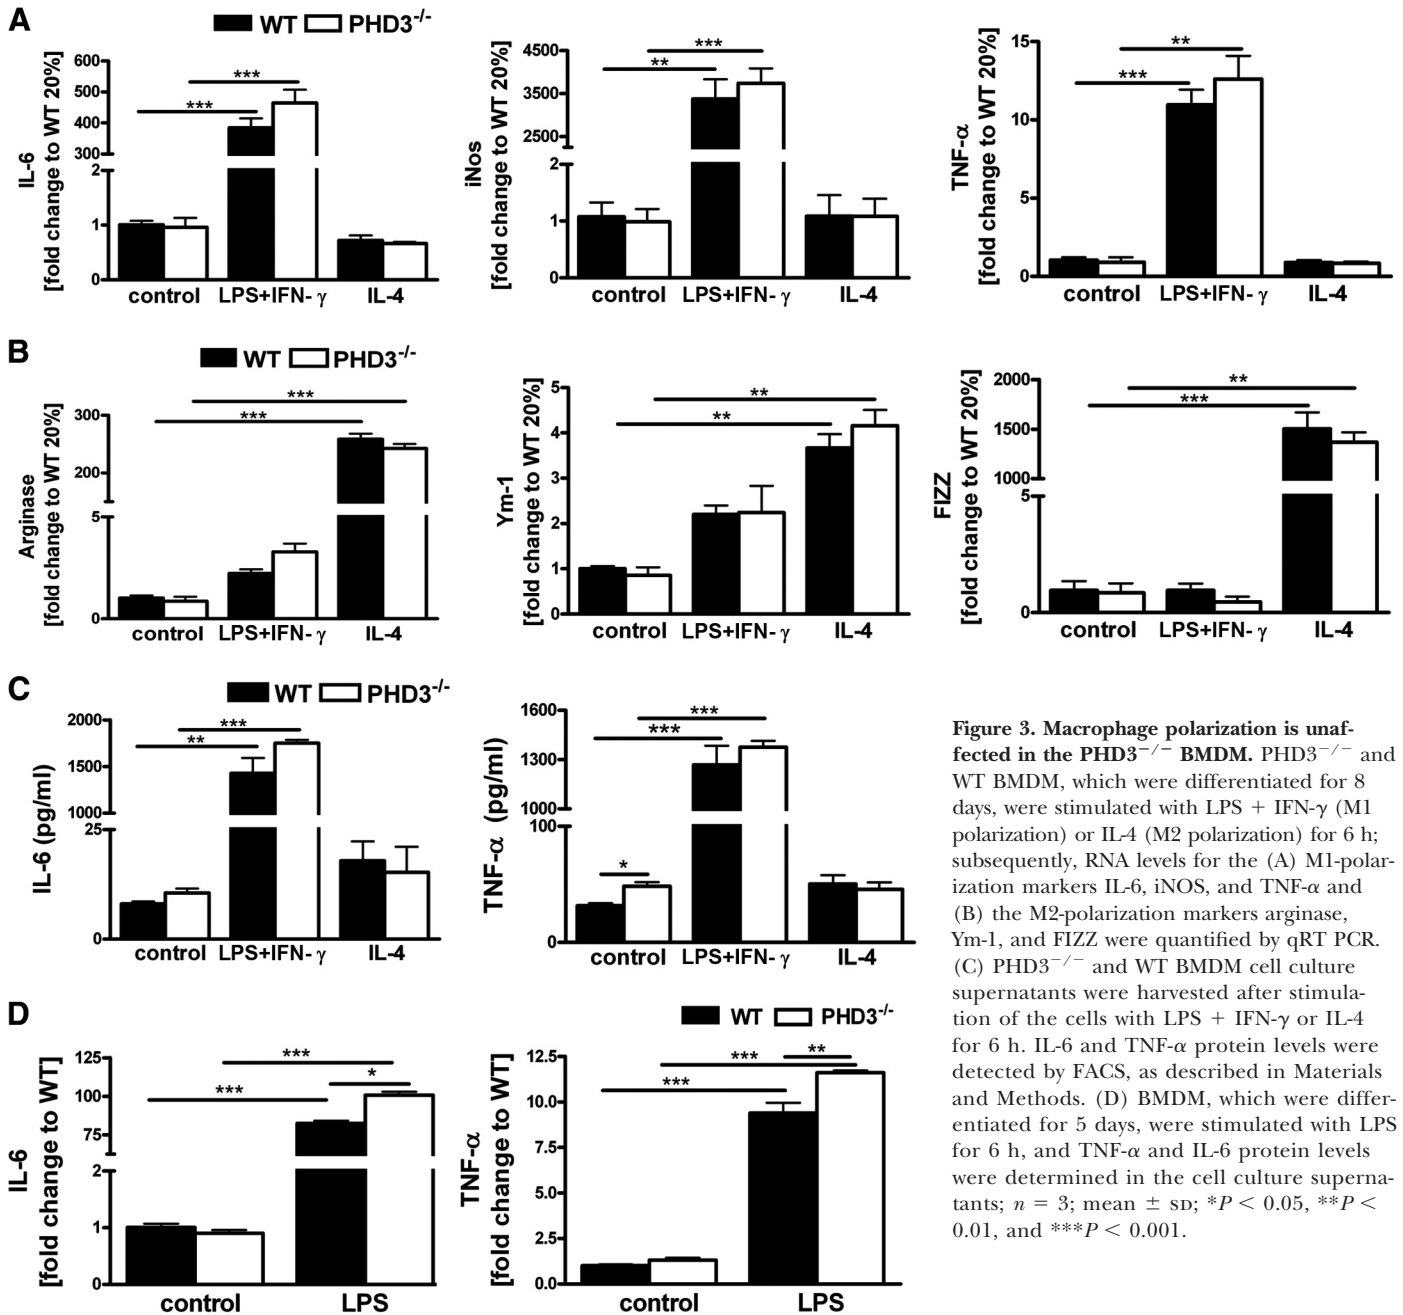 A
WT PHD3-/-
IL-6
[fold change to WT 20%]
600
500
400
300
2
1
0
***
***
control LPS+IFN- γ IL-4
iNos
[fold change to WT 20%]
4500
3500
2500
2
1
0
***
**
control LPS+IFN- γ IL-4
TNF-α
[fold change to WT 20%]
15
10
5
0
**
***
control LPS+IFN- γ IL-4
B
WT PHD3-/-
Arginase
[fold change to WT 20%]
300
200
5
0
***
***
control LPS+IFN- γ IL-4
Ym-1
[fold change to WT 20%]
5
4
3
2
1
0
**
**
control LPS+IFN- γ IL-4
FIZZ
[fold change to WT 20%]
2000
1500
1000
5
0
**
***
control LPS+IFN- γ IL-4
C
WT PHD3-/-
IL-6 (pg/ml)
2000
1500
1000
25
0
***
**
control LPS+IFN- γ IL-4
TNF-α (pg/ml)
1600
1300
1000
100
0
***
***
*
control LPS+IFN- γ IL-4
D
WT PHD3-/-
IL-6
[fold change to WT]
125
100
75
2
1
0
***
*
***
control LPS
TNF-α
[fold change to WT]
12.5
10.0
7.5
5.0
2.5
0.0
**
***
***
control LPS
Figure 3. Macrophage polarization is unaf-
fected in the PHD3−/− BMDM. PHD3−/− and
WT BMDM, which were differentiated for 8
days, were stimulated with LPS + IFN-γ (M1
polarization) or IL-4 (M2 polarization) for 6 h;
subsequently, RNA levels for the (A) M1-polar-
ization markers IL-6, iNOS, and TNF-α and
(B) the M2-polarization markers arginase,
Ym-1, and FIZZ were quantified by qRT PCR.
(C) PHD3−/− and WT BMDM cell culture
supernatants were harvested after stimula-
tion of the cells with LPS + IFN-γ or IL-4
for 6 h. IL-6 and TNF-α protein levels were
detected by FACS, as described in Materials
and Methods. (D) BMDM, which were differ-
entiated for 5 days, were stimulated with LPS
for 6 h, and TNF-α and IL-6 protein levels
were determined in the cell culture superna-
tants; n = 3; mean ± SD; *P < 0.05, **P <
0.01, and ***P < 0.001.